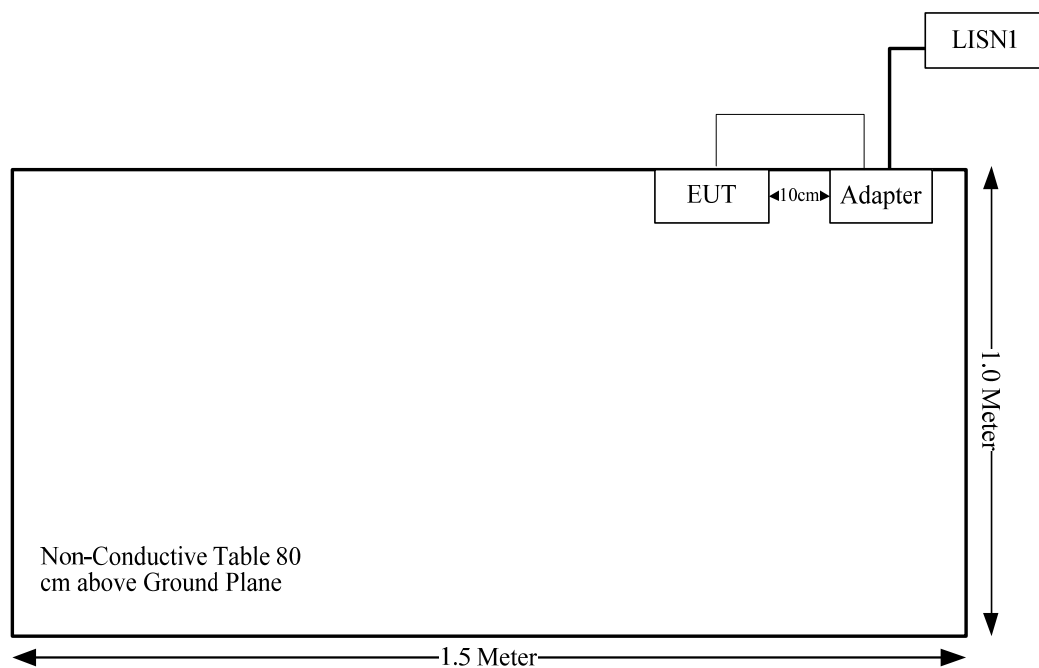 LISN1
EUT
10cm
Adapter
1.0 Meter
Non-Conductive Table 80
cm above Ground Plane
1.5 Meter